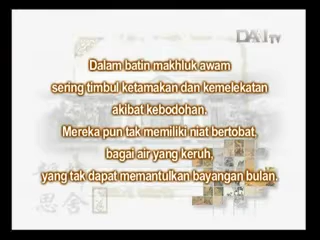 DAAI TV
Dalam batin makhluk awam
sering timbul ketamakan dan kemelekatan
akibat kebodohan.
Mereka pun tak memiliki niat bertobat,
bagai air yang keruh,
yang tak dapat memantulkan bayangan bulan.